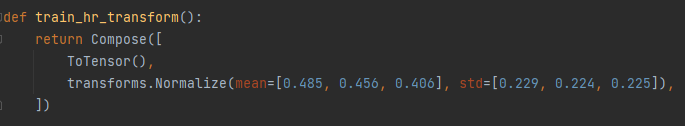 def train_hr_transform():
    return Compose([
        ToTensor(),
        transforms.Normalize(mean=[0.485, 0.456, 0.406], std=[0.229, 0.224, 0.225]),
    ])